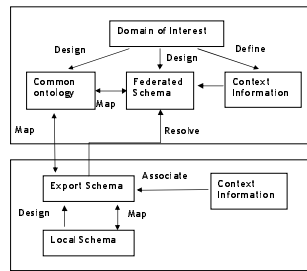 Domain of Interest
Design
Design
Define
Common
ontology
Map
Federated
Schema
Context
Information
Map
Resolve
Export Schema
Associate
Context
Information
Design
Map
Local Schema